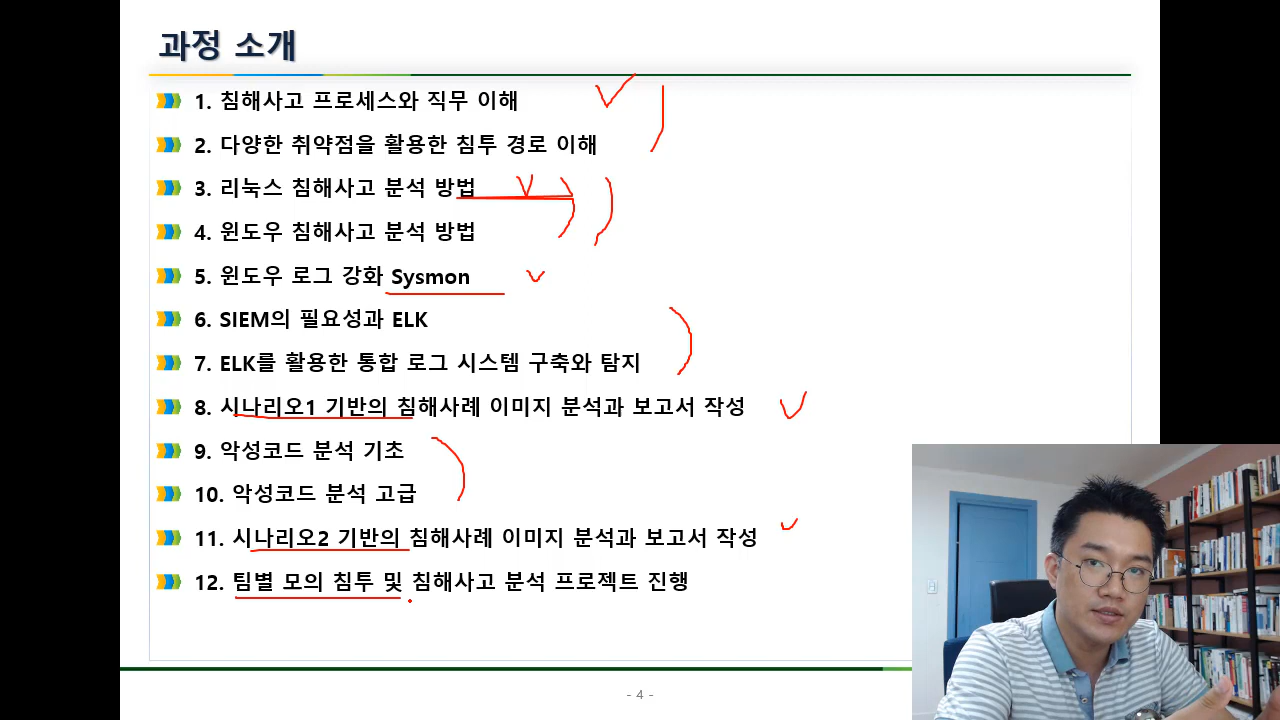 과정 소개
1. 침해사고 프로세스와 직무 이해
2. 다양한 취약점을 활용한 침투 경로 이해
3. 리눅스 침해사고 분석 방법
4. 윈도우 침해사고 분석 방법
5. 윈도우 로그 강화 Sysmon
6. SIEM의 필요성과 ELK
7. ELK를 활용한 통합 로그 시스템 구축와 탐지
8. 시나리오1 기반의 침해사례 이미지 분석과 보고서 작성
9. 악성코드 분석 기초
10. 악성코드 분석 고급
11. 시나리오2 기반의 침해사례 이미지 분석과 보고서 작성
12. 팀별 모의 침투 및 침해사고 분석 프로젝트 진행
- 4 -